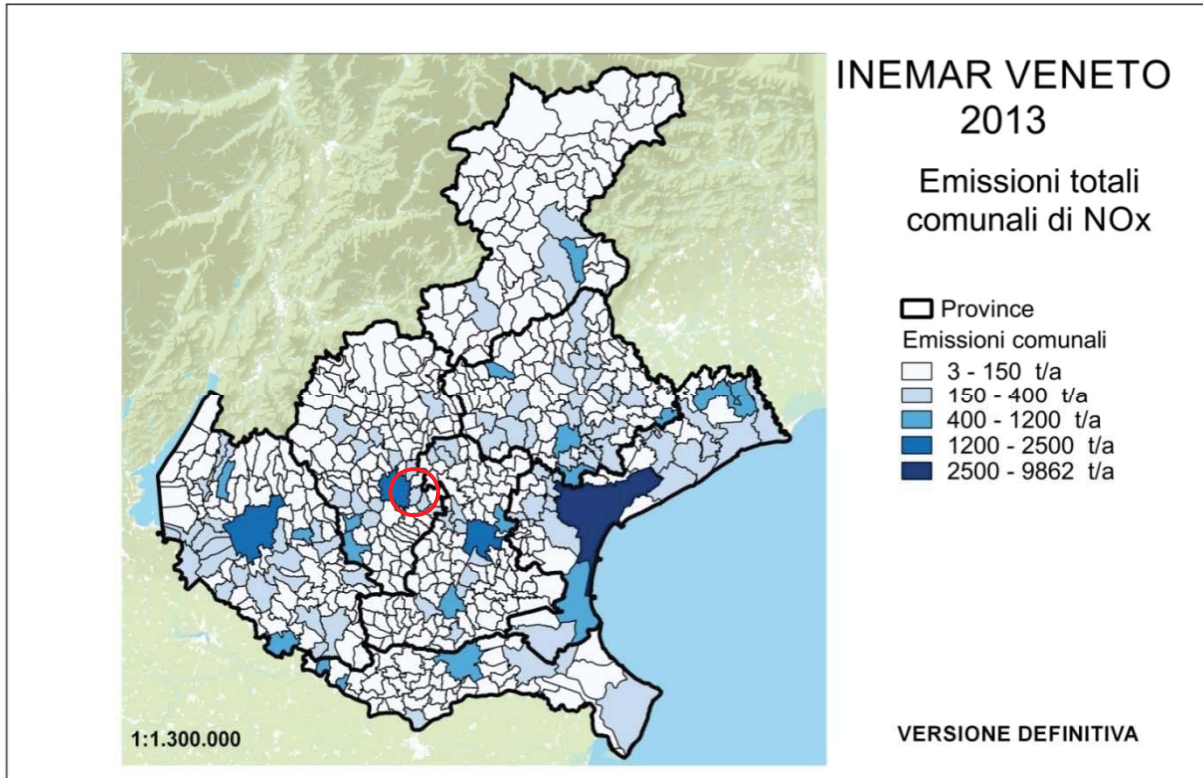 INEMAR VENETO
2013
Emissioni totali
comunali di NOx
Province
Emissioni comunali
3 - 150 t/a
150 - 400 t/a
400 - 1200 t/a
1200 - 2500 t/a
2500 - 9862 t/a
1:1.300.000
VERSIONE DEFINITIVA